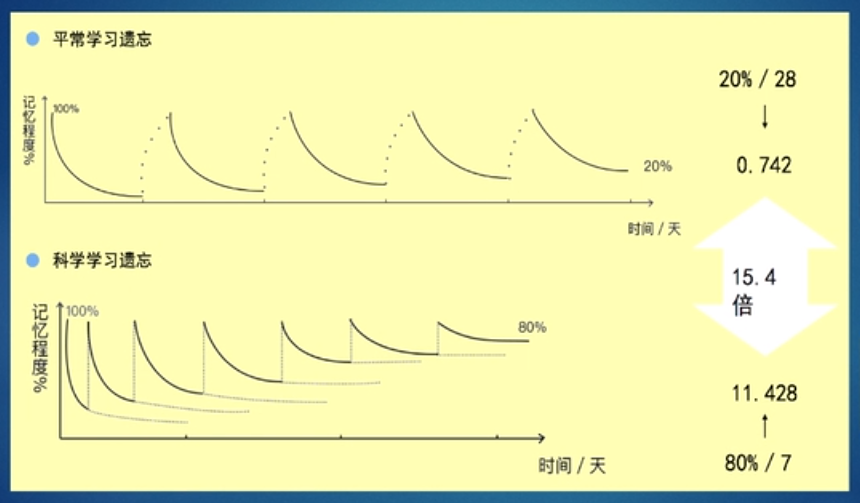 平常学习遗忘
记忆程度%
100%
20%
时间 / 天
20% / 28
0.742
15.4
倍
11.428
80% / 7
科学学习遗忘
记忆程度%
100%
80%
时间 / 天